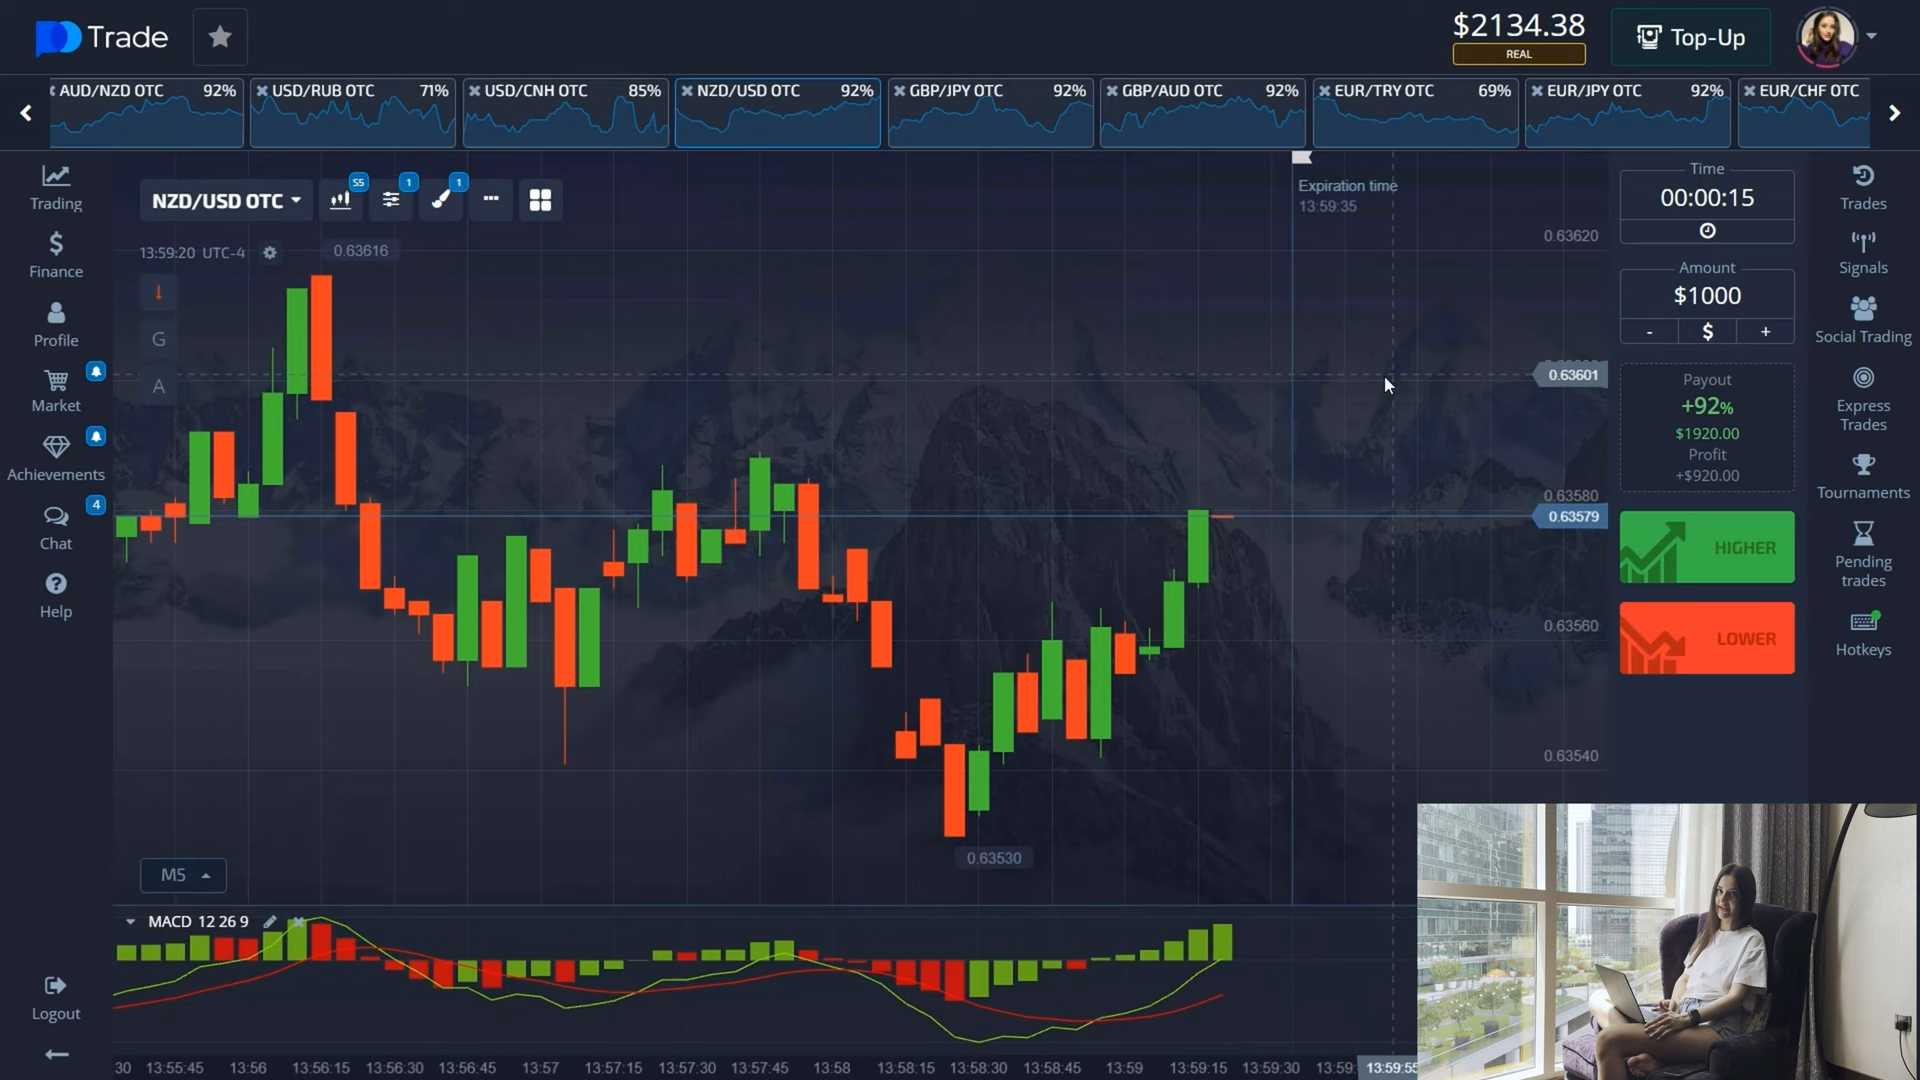 Trade
$2134.38
REAL
Top-Up
AUD/NZD OTC 92%
USD/RUB OTC 71%
USD/CNH OTC 85%
NZD/USD OTC 92%
GBP/JPY OTC 92%
GBP/AUD OTC 92%
EUR/TRY OTC 69%
EUR/JPY OTC 92%
EUR/CHF OTC
Trading
Finance
Profile
Market
Achievements
4
Chat
Help
Logout
NZD/USD OTC
55
1
1
13:59:20 UTC-4
0.63616
G
A
Expiration time
13:59:35
0.63620
0.63601
0.63580
0.63579
0.63560
0.63540
0.63530
M5
MACD 12 26 9
30 13:55:45 13:56 13:56:15 13:56:30 13:56:45 13:57 13:57:15 13:57:30 13:57:45 13:58 13:58:15 13:58:30 13:58:45 13:59 13:59:15 13:59:30 13:59: 13:59:55
Time
00:00:15
Amount
$1000
- $ +
Payout
+92%
$1920.00
Profit
+$920.00
HIGHER
LOWER
Trades
Signals
Social Trading
Express
Trades
Tournaments
Pending
trades
Hotkeys